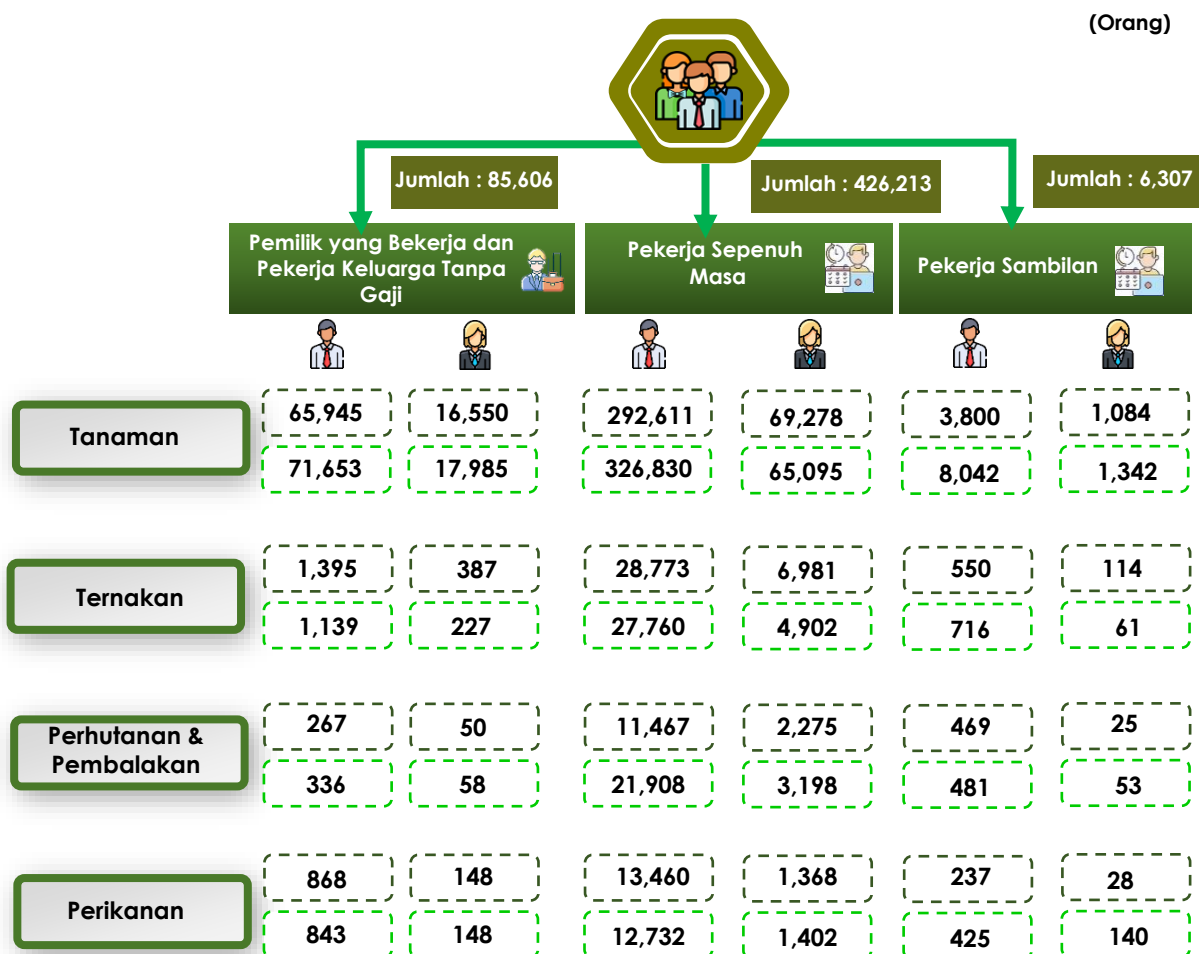 (Orang)
Jumlah : 85,606
Jumlah : 426,213
Jumlah : 6,307
Pemilik yang Bekerja dan
Pekerja Keluarga Tanpa
Gaji
Pekerja Sepenuh
Masa
Pekerja Sambilan
Tanaman
65,945 16,550 292,611 69,278 3,800 1,084
71,653 17,985 326,830 65,095 8,042 1,342
Ternakan
1,395 387 28,773 6,981 550 114
1,139 227 27,760 4,902 716 61
Perhutanan &
Pembalakan
267 50 11,467 2,275 469 25
336 58 21,908 3,198 481 53
Perikanan
868 148 13,460 1,368 237 28
843 148 12,732 1,402 425 140